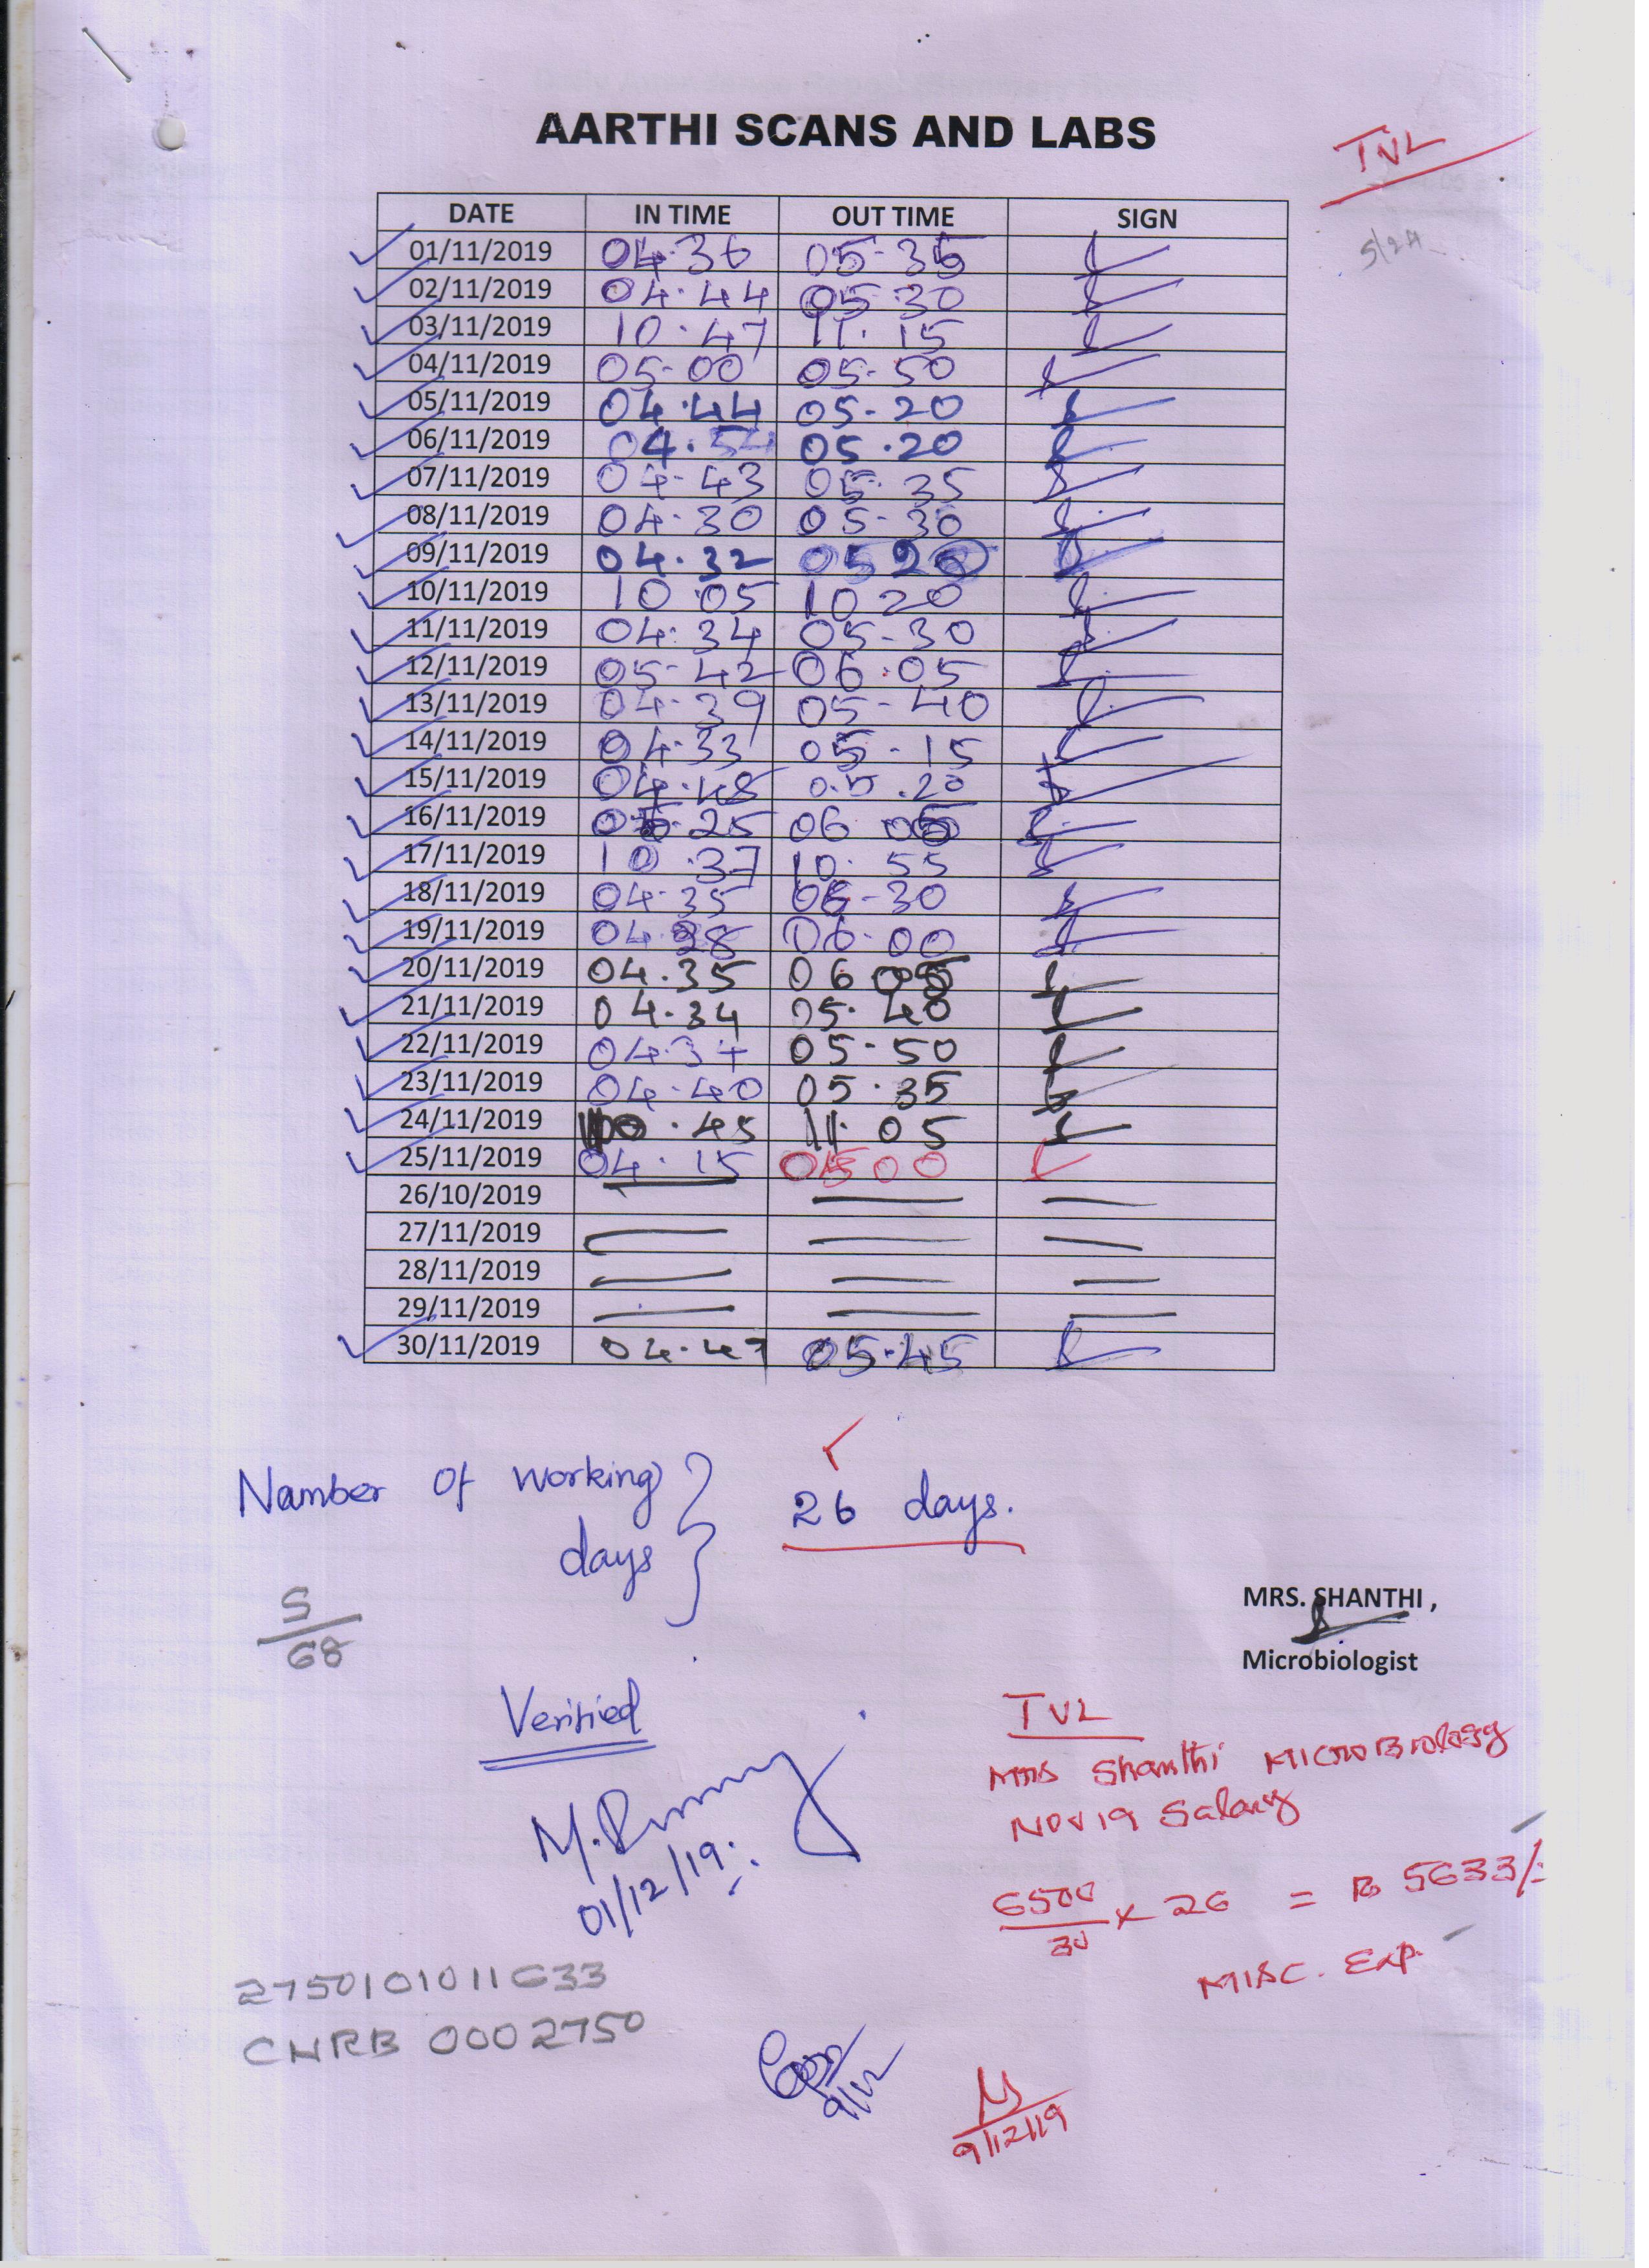 AARTHI SCANS AND LABS
TVL
5/24
DATE IN TIME OUT TIME SIGN
01/11/2019 04.36 05-35
02/11/2019 04.44 05.30
03/11/2019 10.47 11.15
04/11/2019 05-00 05-50
05/11/2019 04.44 05-20
06/11/2019 04.54 05.20
07/11/2019 04-43 05.35
08/11/2019 04-30 05-30
09/11/2019 04.32 05 20
10/11/2019 10.05 10 20
11/11/2019 04.34 05-30
12/11/2019 05-42 06.05
13/11/2019 04-39 05-40
14/11/2019 04.33 05-15
15/11/2019 04.48 05.20
16/11/2019 05.25 06 05
17/11/2019 10.37 10.55
18/11/2019 04.35 -30
19/11/2019 04. 06-00
20/11/2019 04.35 06 05
21/11/2019 04.34 05.40
22/11/2019 04.34 05-50
23/11/2019 04-40 05.35
24/11/2019 10.45 11.05
25/11/2019 04.15 05 00
26/10/2019
27/11/2019
28/11/2019
29/11/2019
30/11/2019 04.47 05.45
Number of working
days } 26 days.
S/68
MRS. SHANTHI ,
Microbiologist
Verified
01/12/19
TVL
Mrs Shanthi MICROBiology
Nov 19 Salary
6500/30 x 26 = Rs 5633/-
MISC. Exp.
2750101011633
CNRB 0002750
9/12
9/12/19